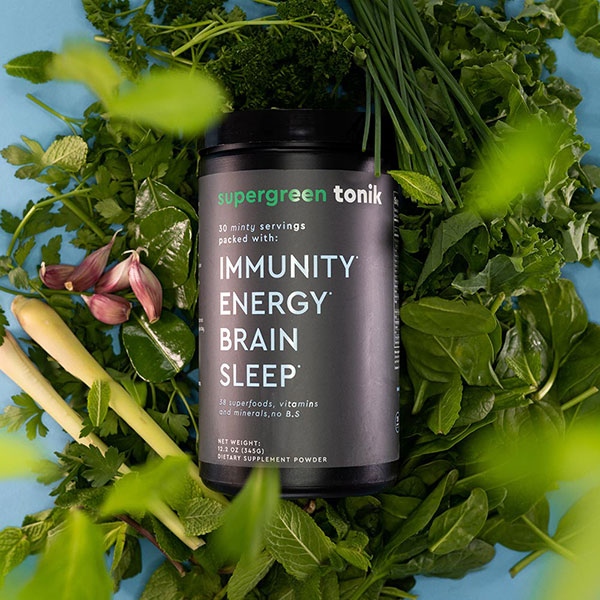 supergreen tonik
30 minty servings
packed with:
IMMUNITY*
ENERGY*
BRAIN
SLEEP*
38 superfoods, vitamins
and minerals, no B.S
NET WEIGHT:
12.2 OZ (345G)
DIETARY SUPPLEMENT POWDER